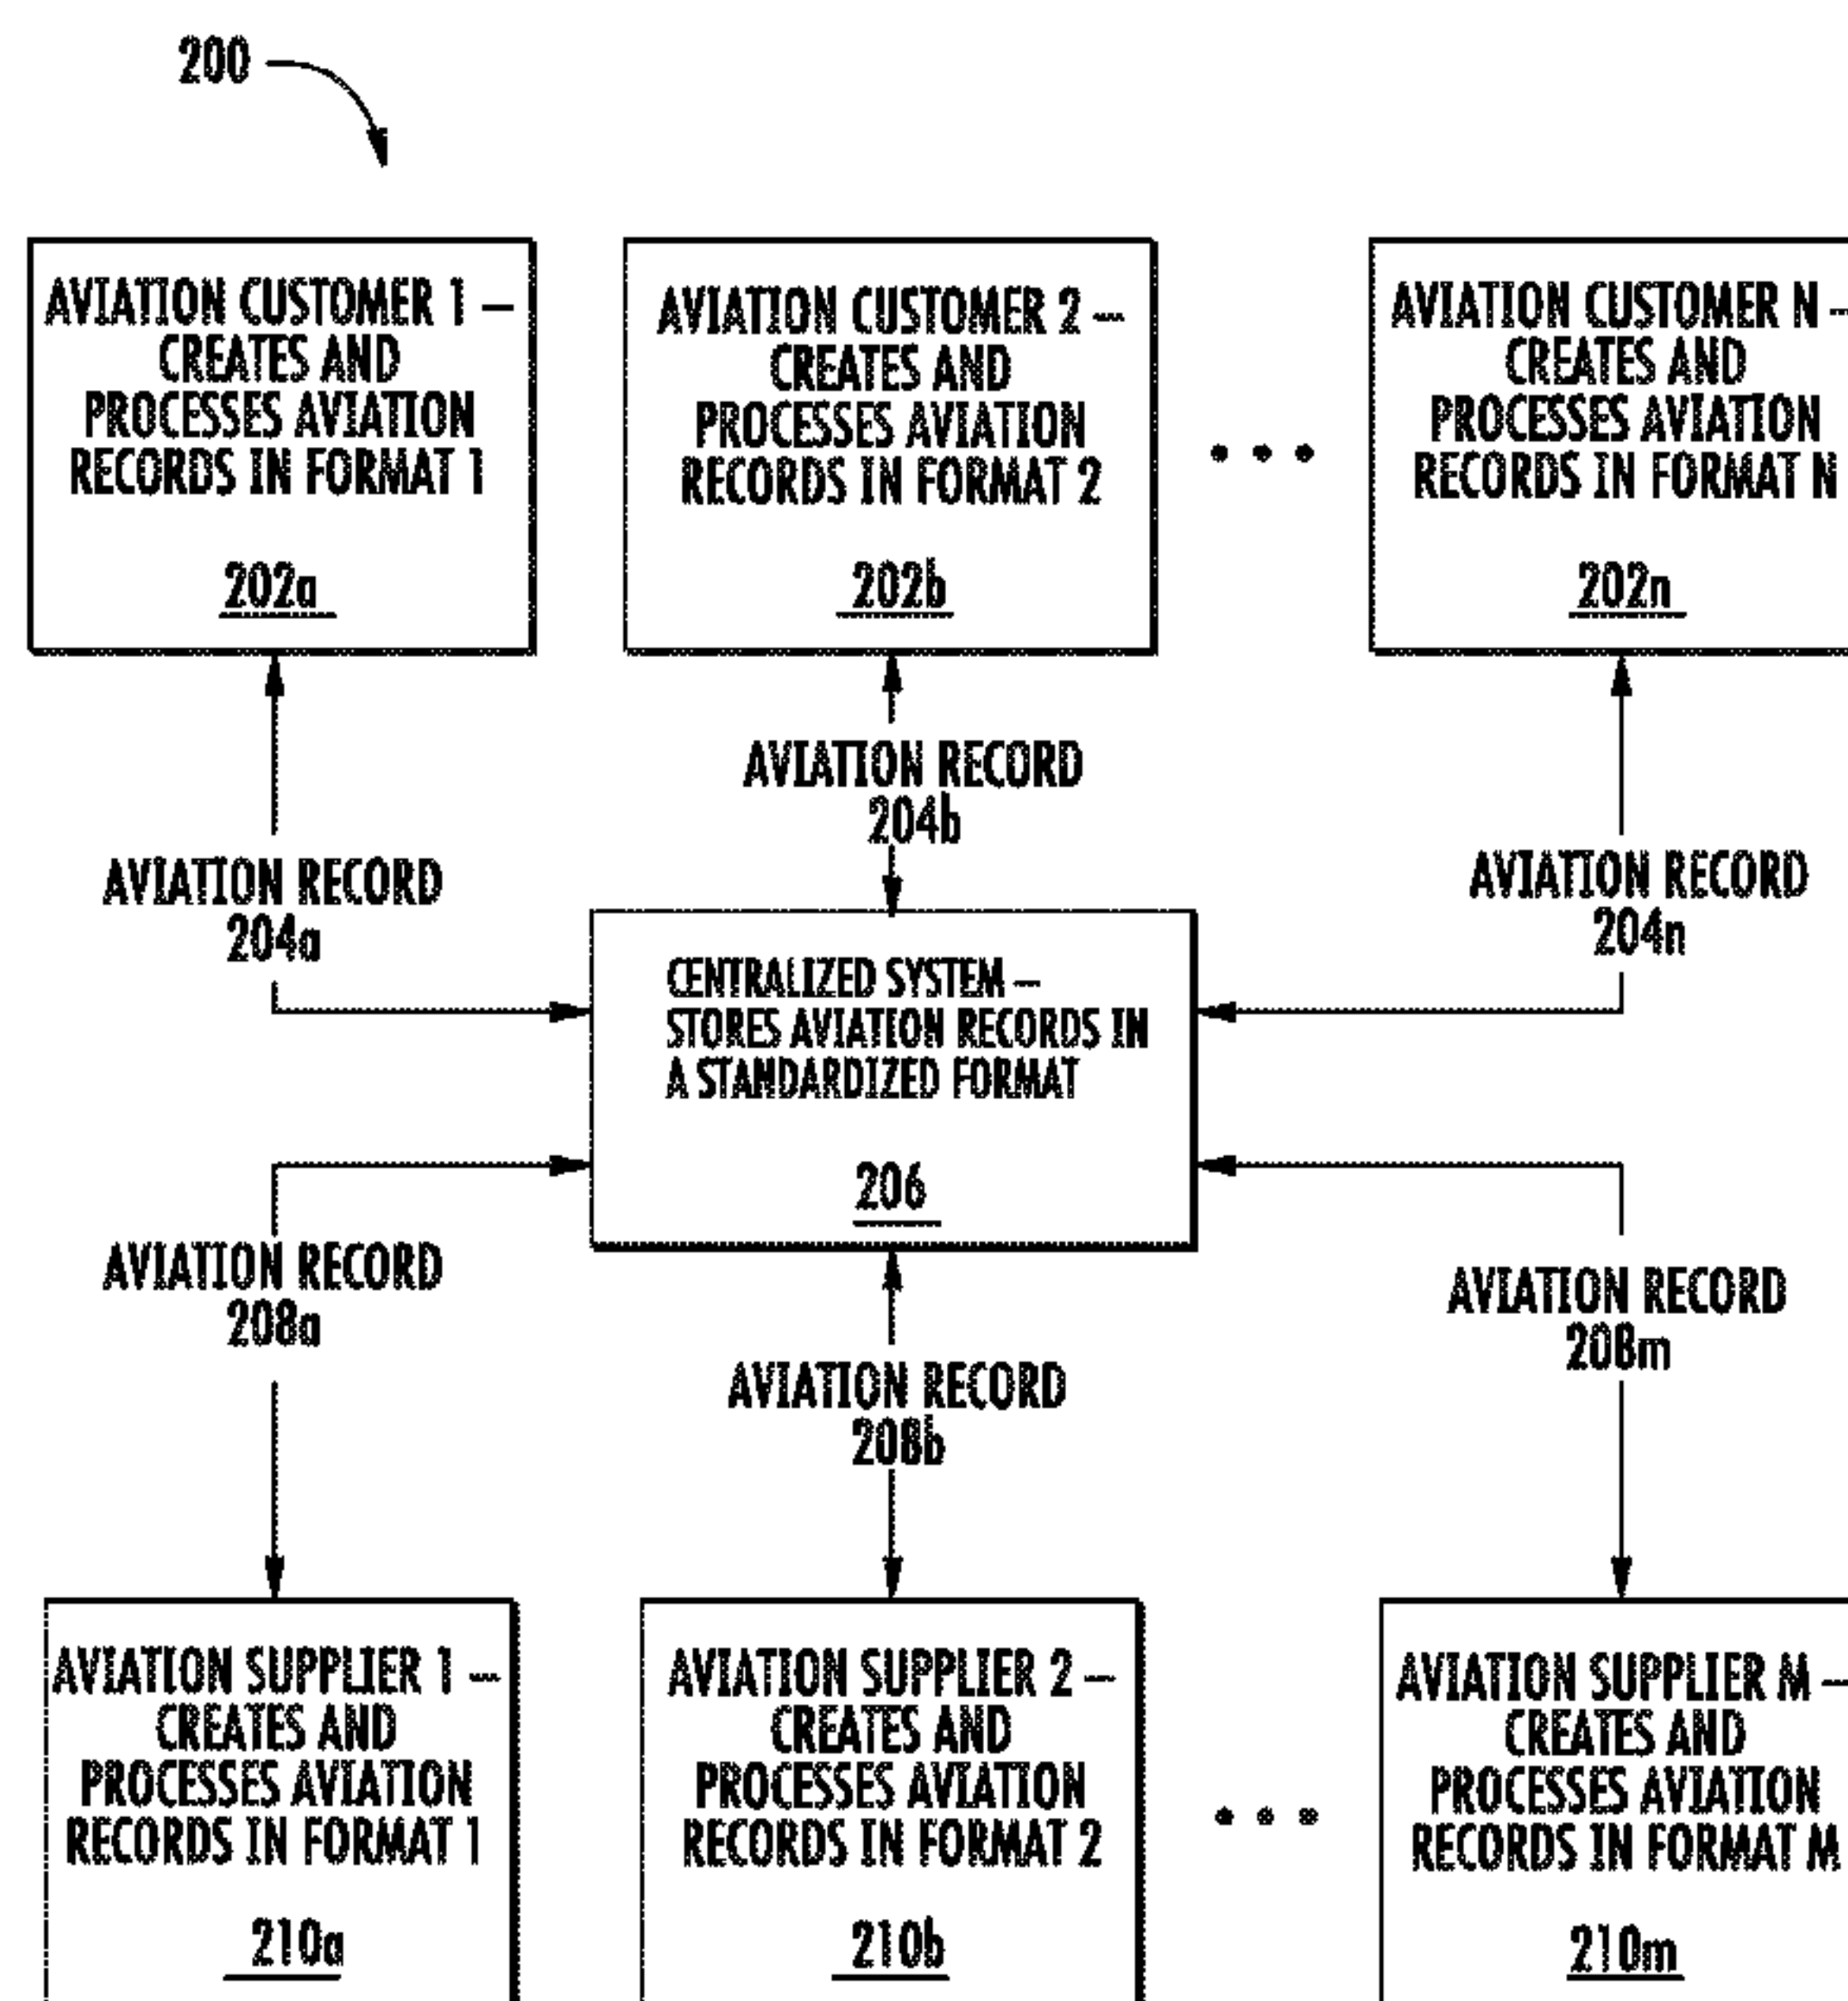 200
AVIATION CUSTOMER 1 –
CREATES AND
PROCESSES AVIATION
RECORDS IN FORMAT 1
202a
AVIATION CUSTOMER 2 –
CREATES AND
PROCESSES AVIATION
RECORDS IN FORMAT 2
202b
AVIATION CUSTOMER N –
CREATES AND
PROCESSES AVIATION
RECORDS IN FORMAT N
202n
AVIATION RECORD
204a
AVIATION RECORD
204b
AVIATION RECORD
204n
CENTRALIZED SYSTEM –
STORES AVIATION RECORDS IN
A STANDARDIZED FORMAT
206
AVIATION RECORD
208a
AVIATION RECORD
208b
AVIATION RECORD
208m
AVIATION SUPPLIER 1 –
CREATES AND
PROCESSES AVIATION
RECORDS IN FORMAT 1
210a
AVIATION SUPPLIER 2 –
CREATES AND
PROCESSES AVIATION
RECORDS IN FORMAT 2
210b
AVIATION SUPPLIER M –
CREATES AND
PROCESSES AVIATION
RECORDS IN FORMAT M
210m